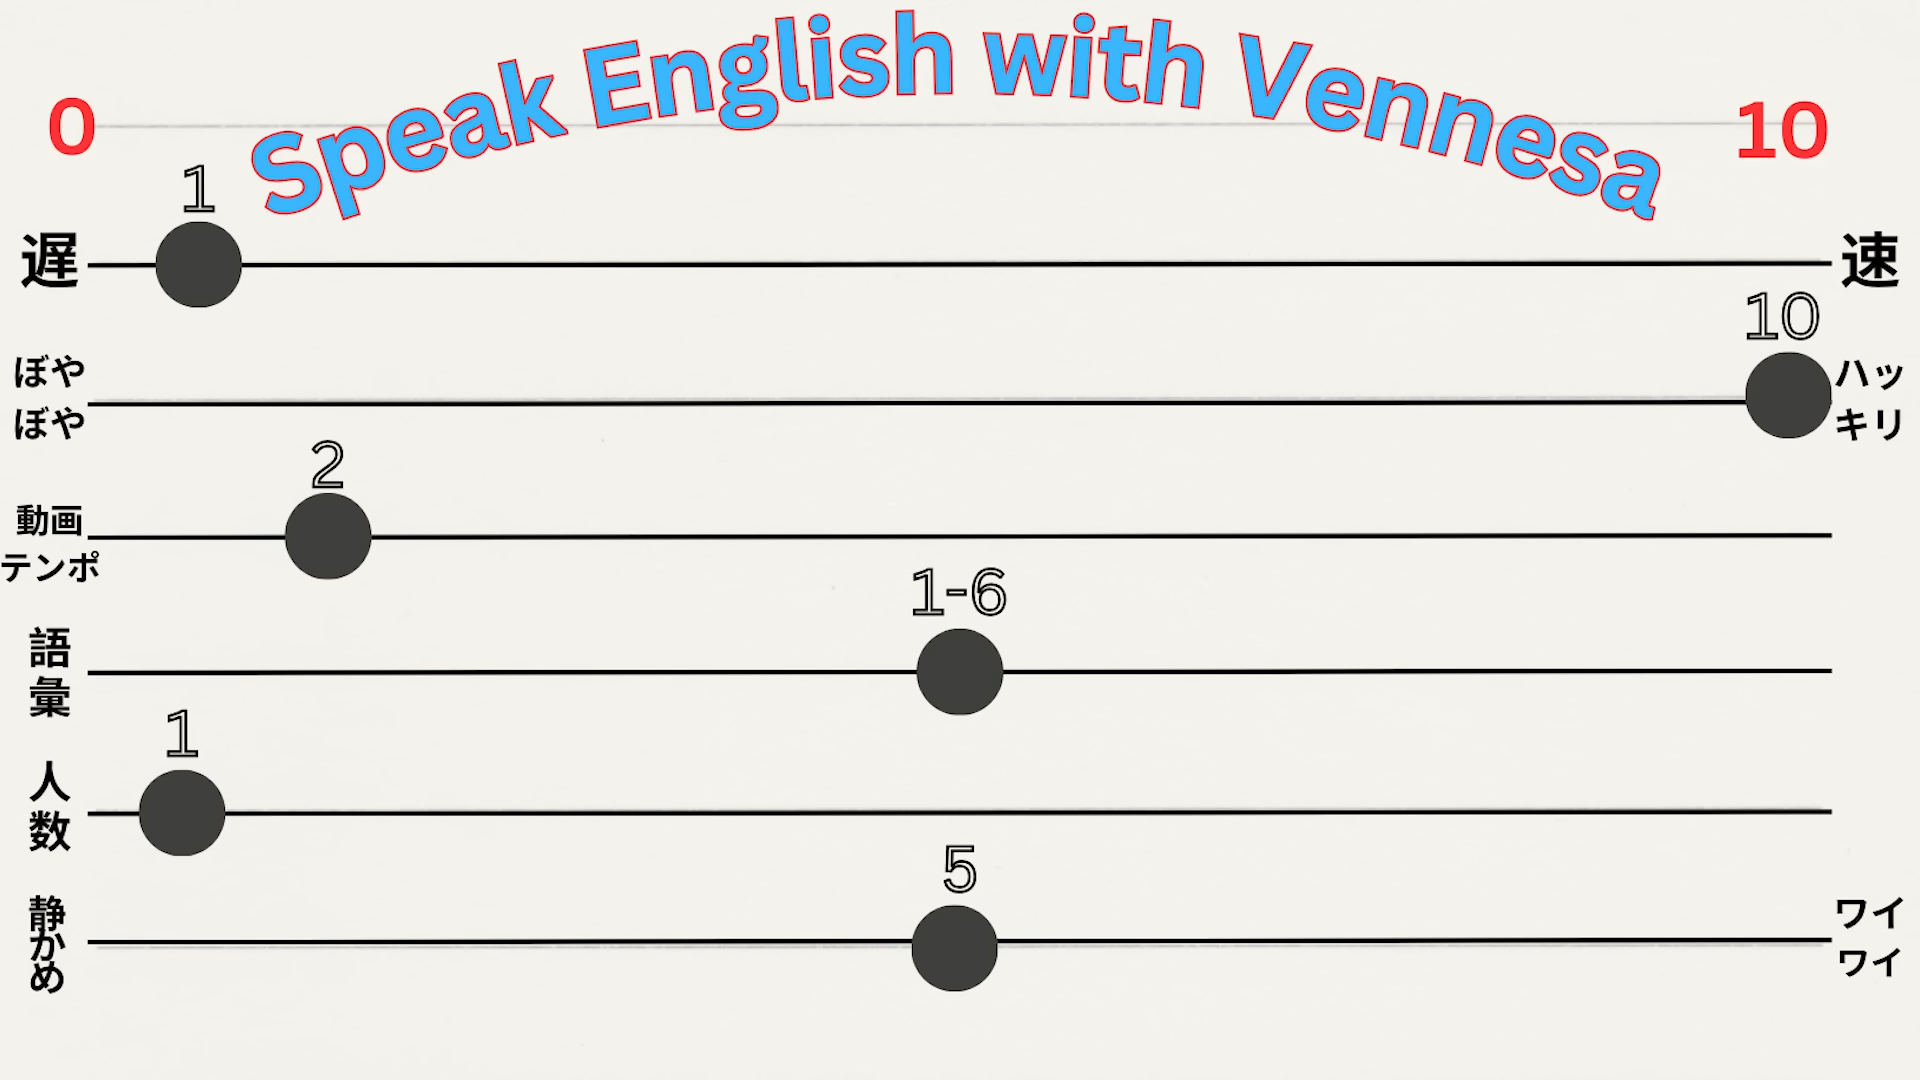 Speak English with Vennesa
0
10
1
遅
速
10
ぼや
ぼや
ハッ
キリ
2
動画
テンポ
1-6
語
彙
1
人
数
5
静
か
め
ワイ
ワイ